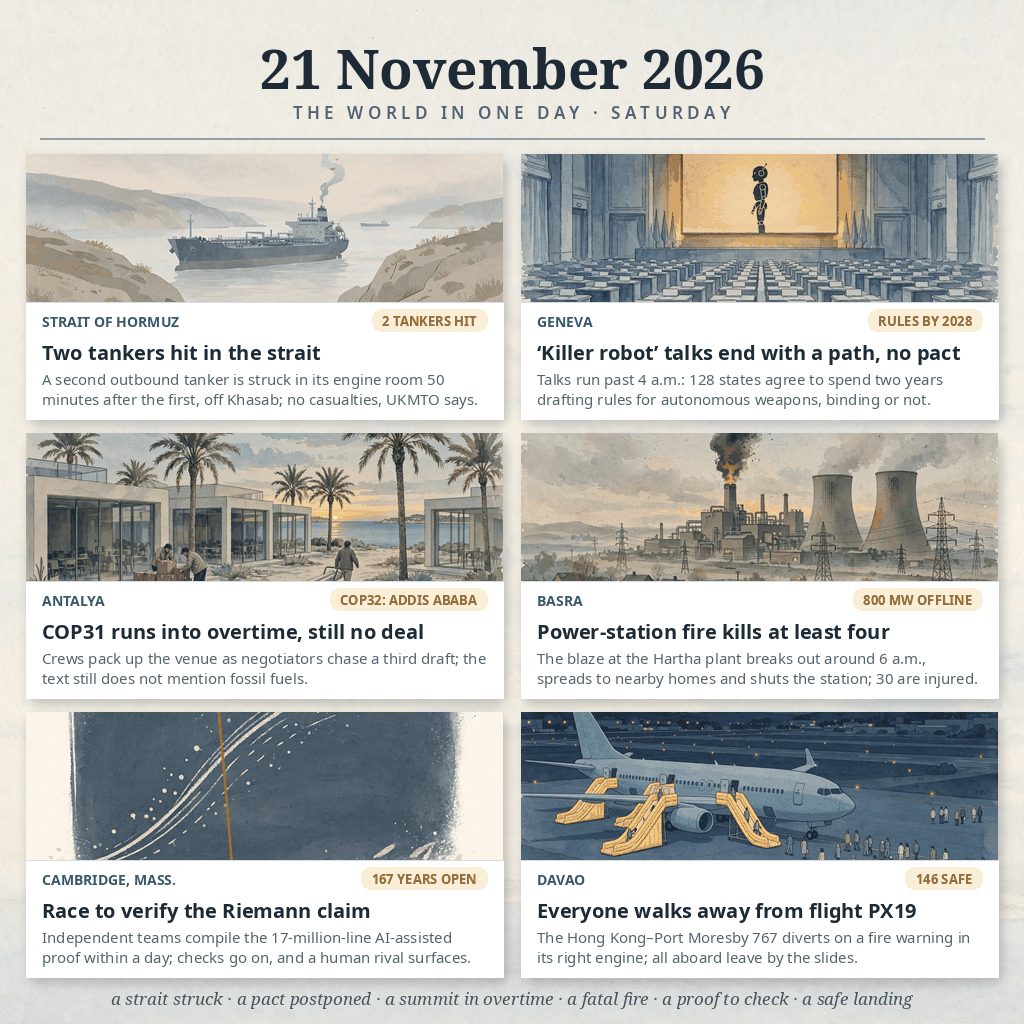 21 November 2026
THE WORLD IN ONE DAY · SATURDAY
STRAIT OF HORMUZ
2 TANKERS HIT
Two tankers hit in the strait
A second outbound tanker is struck in its engine room 50
minutes after the first, off Khasab; no casualties, UKMTO says.
GENEVA
RULES BY 2028
‘Killer robot’ talks end with a path, no pact
Talks run past 4 a.m.: 128 states agree to spend two years
drafting rules for autonomous weapons, binding or not.
ANTALYA
COP32: ADDIS ABABA
COP31 runs into overtime, still no deal
Crews pack up the venue as negotiators chase a third draft; the
text still does not mention fossil fuels.
BASRA
800 MW OFFLINE
Power-station fire kills at least four
The blaze at the Hartha plant breaks out around 6 a.m.,
spreads to nearby homes and shuts the station; 30 are injured.
CAMBRIDGE, MASS.
167 YEARS OPEN
Race to verify the Riemann claim
Independent teams compile the 17-million-line AI-assisted
proof within a day; checks go on, and a human rival surfaces.
DAVAO
146 SAFE
Everyone walks away from flight PX19
The Hong Kong–Port Moresby 767 diverts on a fire warning in
its right engine; all aboard leave by the slides.
a strait struck · a pact postponed · a summit in overtime · a fatal fire · a proof to check · a safe landing